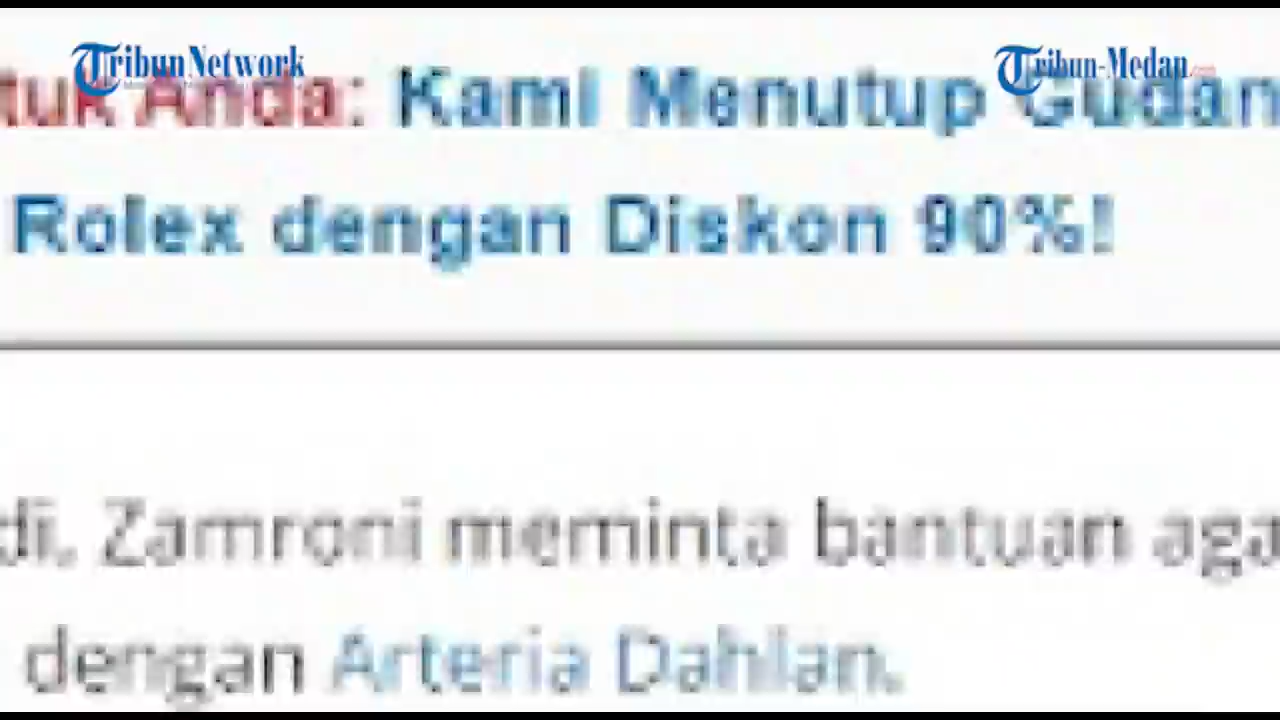 TribunNetwork
Tribun-Medan.com
tuk Anda: Kami Menutup Gudan
Rolex dengan Diskon 90%!
di, Zamroni meminta bantuan aga
dengan Arteria Dahlan.